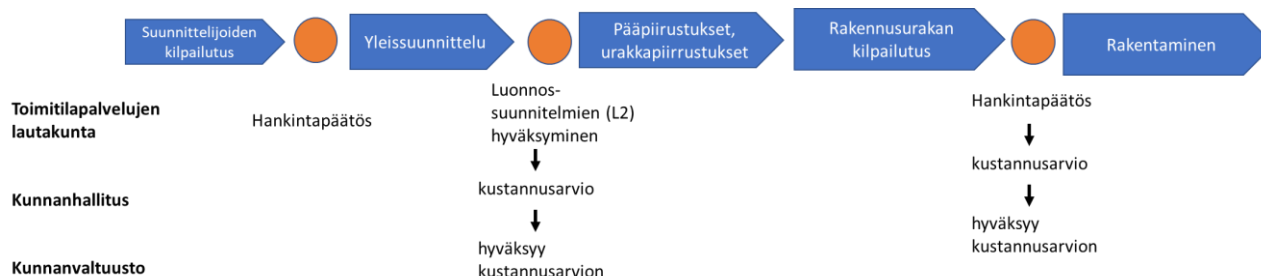 Suunnittelijoiden
kilpailutus
Yleissuunnittelu
Pääpiirustukset,
urakkapiirrustukset
Rakennusurakan
kilpailutus
Rakentaminen
Toimitilapalvelujen
lautakunta
Hankintapäätös
Luonnos-
suunnitelmien (L2)
hyväksyminen
Hankintapäätös
Kunnanhallitus
kustannusarvio
kustannusarvio
Kunnanvaltuusto
hyväksyy
kustannusarvion
hyväksyy
kustannusarvion